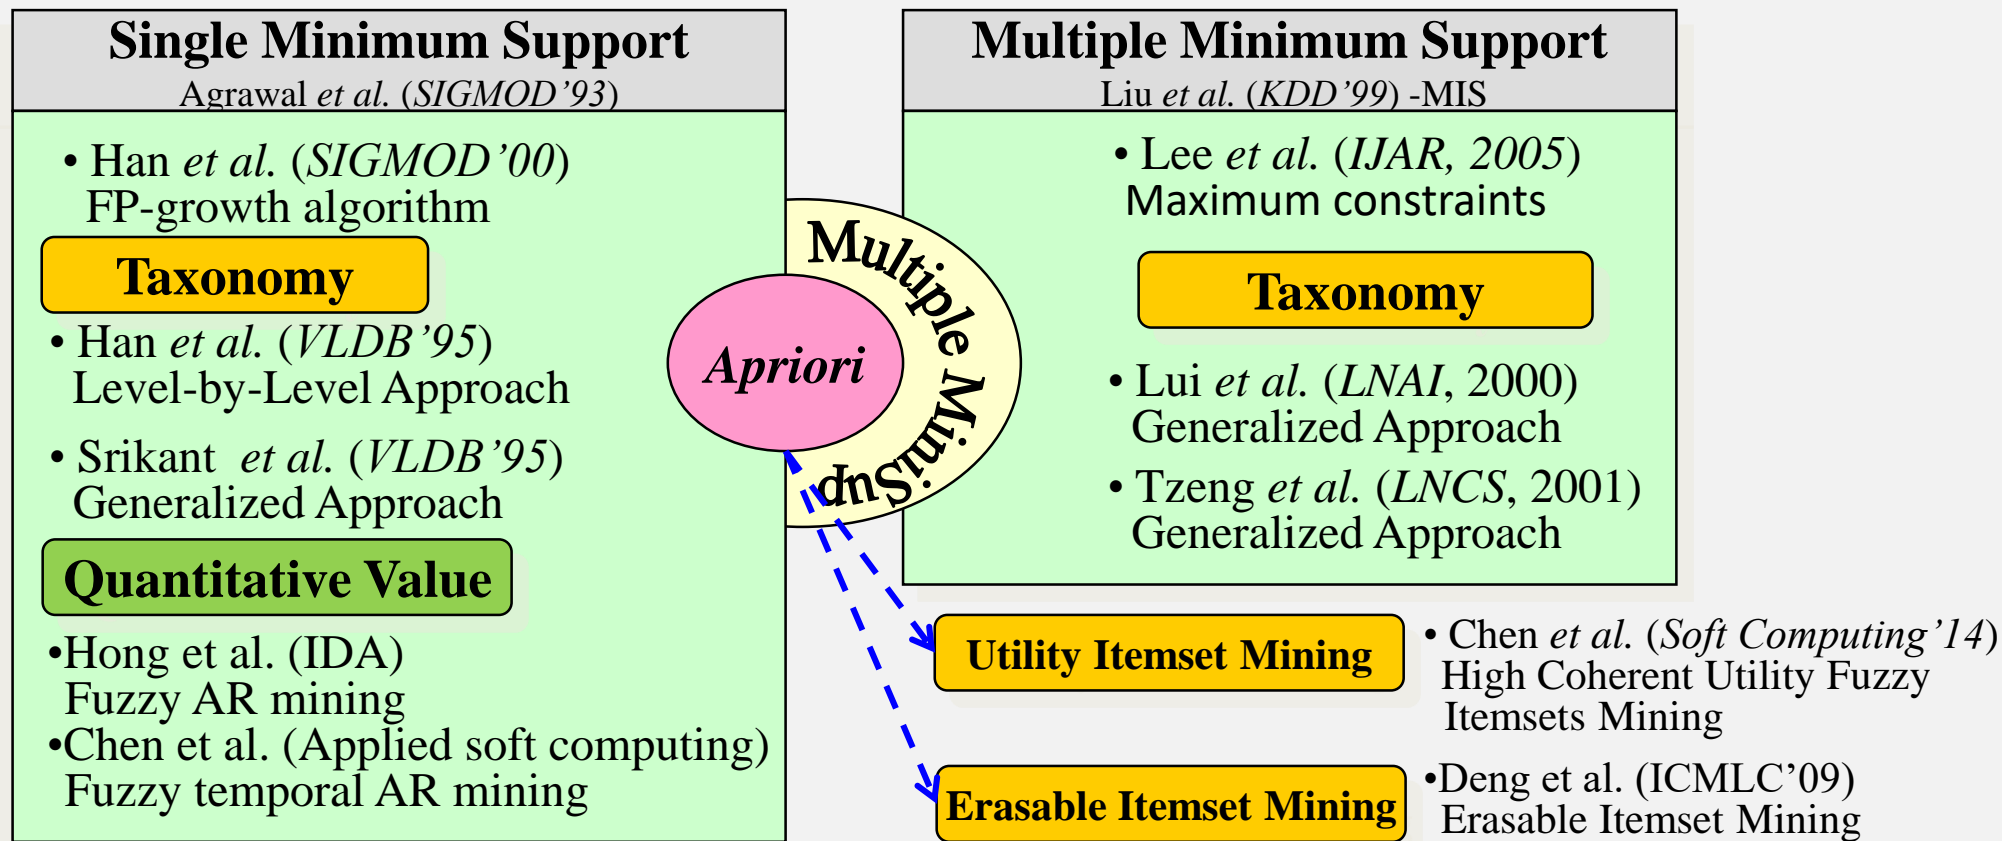 Single Minimum Support
Agrawal et al. (SIGMOD’93)
• Han et al. (SIGMOD’00)
FP-growth algorithm
Taxonomy
• Han et al. (VLDB’95)
Level-by-Level Approach
• Srikant et al. (VLDB’95)
Generalized Approach
Quantitative Value
•Hong et al. (IDA)
Fuzzy AR mining
•Chen et al. (Applied soft computing)
Fuzzy temporal AR mining
Apriori
Multiple MiniSup
Multiple Minimum Support
Liu et al. (KDD’99) -MIS
• Lee et al. (IJAR, 2005)
Maximum constraints
Taxonomy
• Lui et al. (LNAI, 2000)
Generalized Approach
• Tzeng et al. (LNCS, 2001)
Generalized Approach
Utility Itemset Mining
• Chen et al. (Soft Computing’14)
High Coherent Utility Fuzzy
Itemsets Mining
Erasable Itemset Mining
•Deng et al. (ICMLC’09)
Erasable Itemset Mining